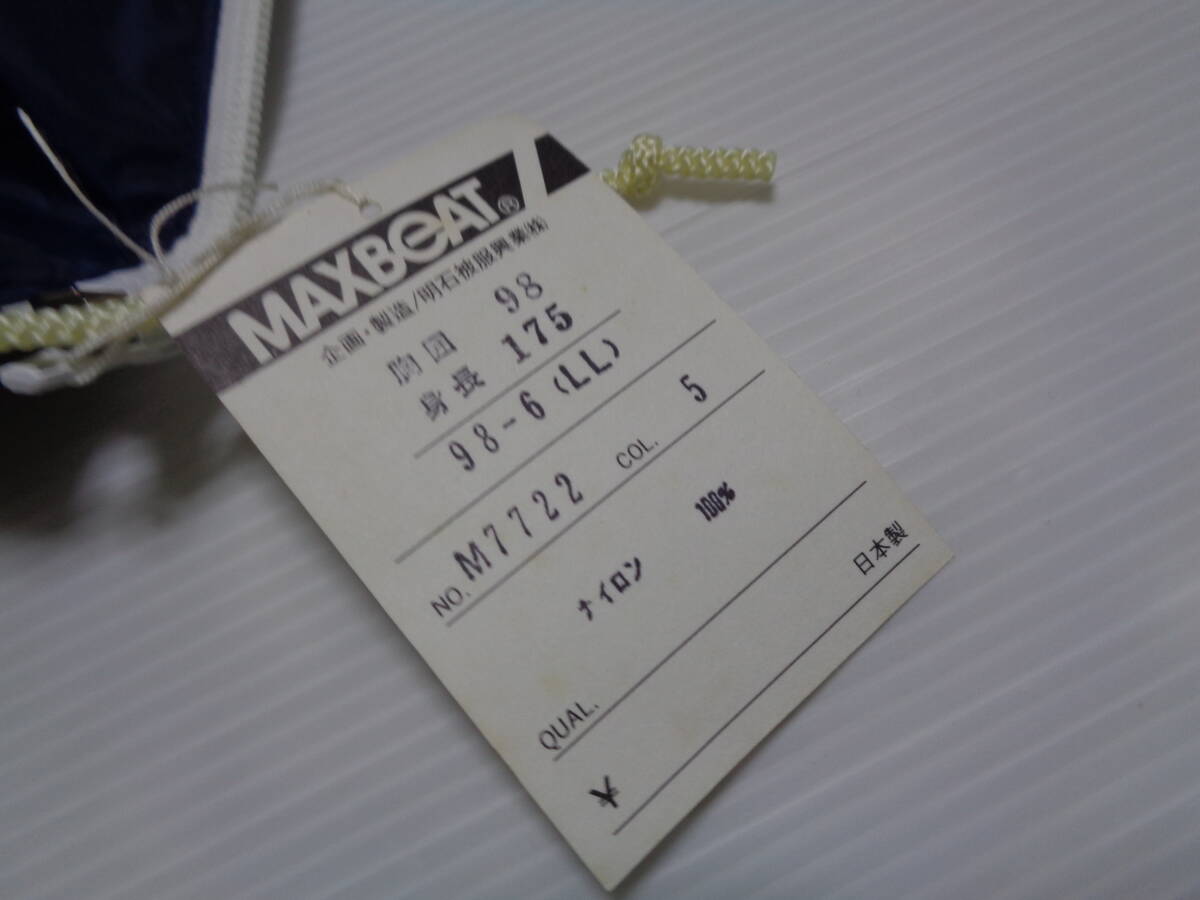 MAXBEAT®
企画・製造/明石被服興業㈱
胸囲 98
身長 175
98-6 (LL)
NO. M7722 COL. 5
ナイロン 100%
QUAL.
¥
日本製